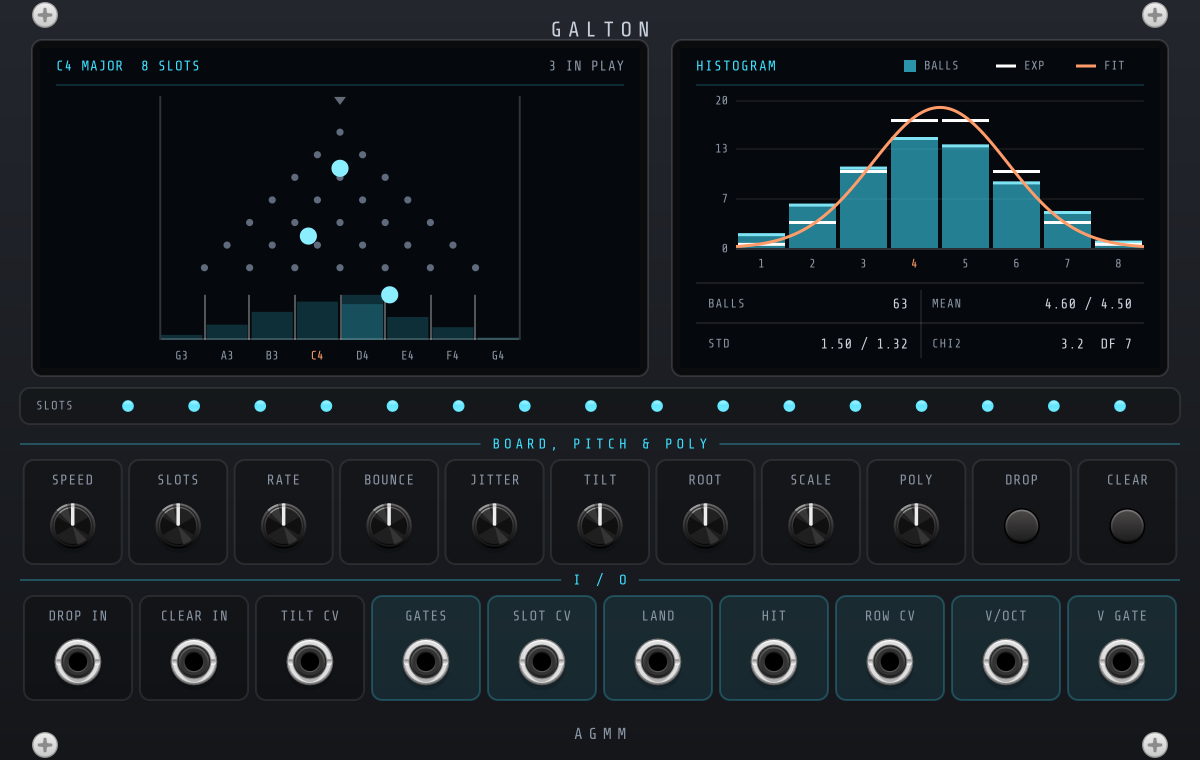 GALTON
C4 MAJOR 8 SLOTS
3 IN PLAY
G3 A3 B3 C4 D4 E4 F4 G4
HISTOGRAM
BALLS EXP FIT
20
13
7
0
1 2 3 4 5 6 7 8
BALLS 63 MEAN 4.60 / 4.50
STD 1.50 / 1.32 CHI2 3.2 DF 7
SLOTS
BOARD, PITCH & POLY
SPEED SLOTS RATE BOUNCE JITTER TILT ROOT SCALE POLY DROP CLEAR
I / O
DROP IN CLEAR IN TILT CV GATES SLOT CV LAND HIT ROW CV V/OCT V GATE
AGMM